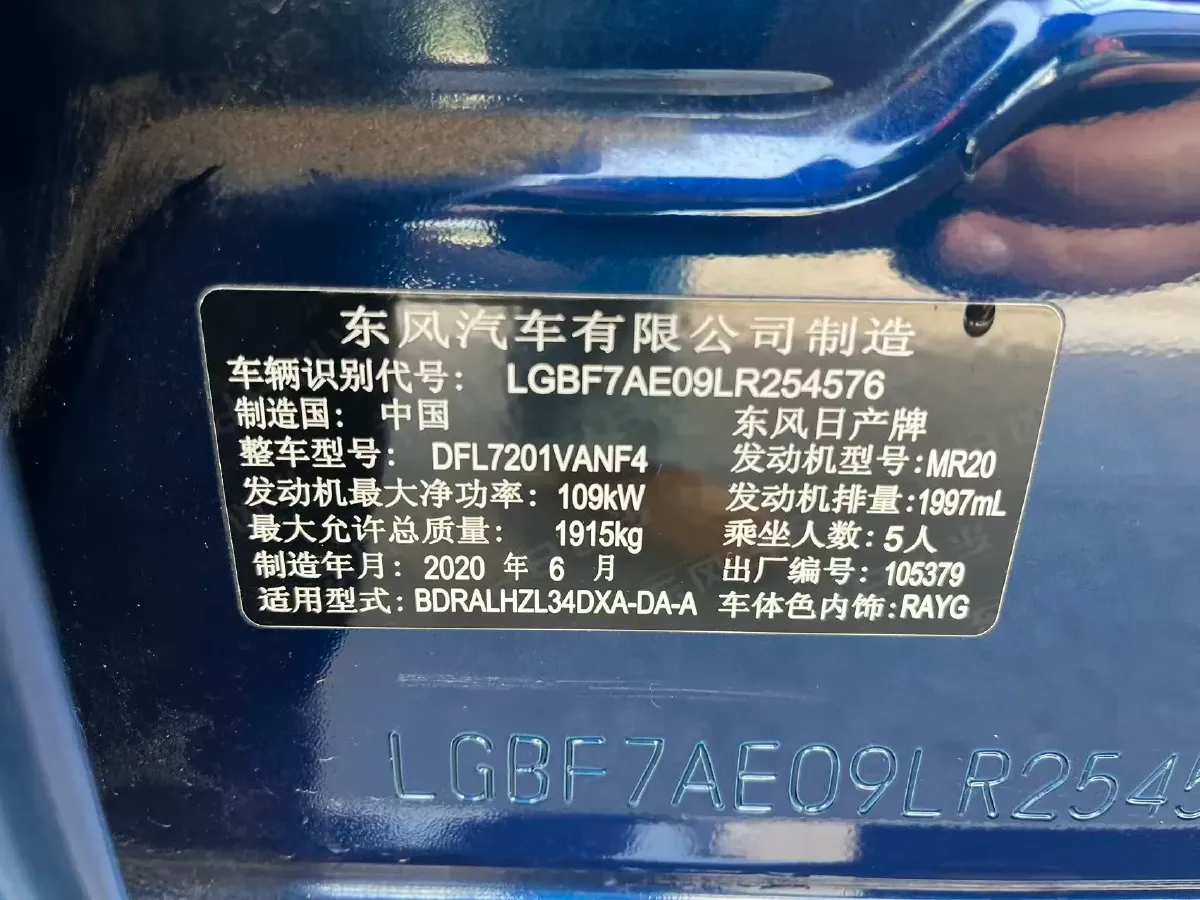 东风汽车有限公司制造
车辆识别代号： LGBF7AE09LR254576
制造国： 中国 东风日产牌
整车型号： DFL7201VANF4 发动机型号：MR20
发动机最大净功率：109kW 发动机排量：1997mL
最大允许总质量： 1915kg 乘坐人数：5人
制造年月： 2020 年 6 月 出厂编号：105379
适用型式：BDRALHZL34DXA-DA-A 车体色内饰：RAYG
LGBF7AE09LR2545